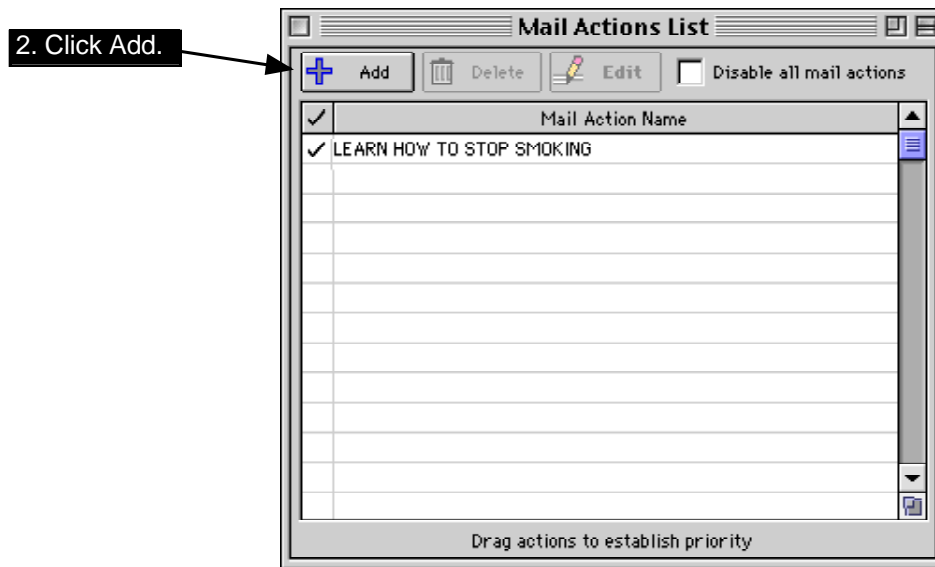 Mail Actions List
2. Click Add.
Add Delete Edit Disable all mail actions
Mail Action Name
LEARN HOW TO STOP SMOKING
Drag actions to establish priority